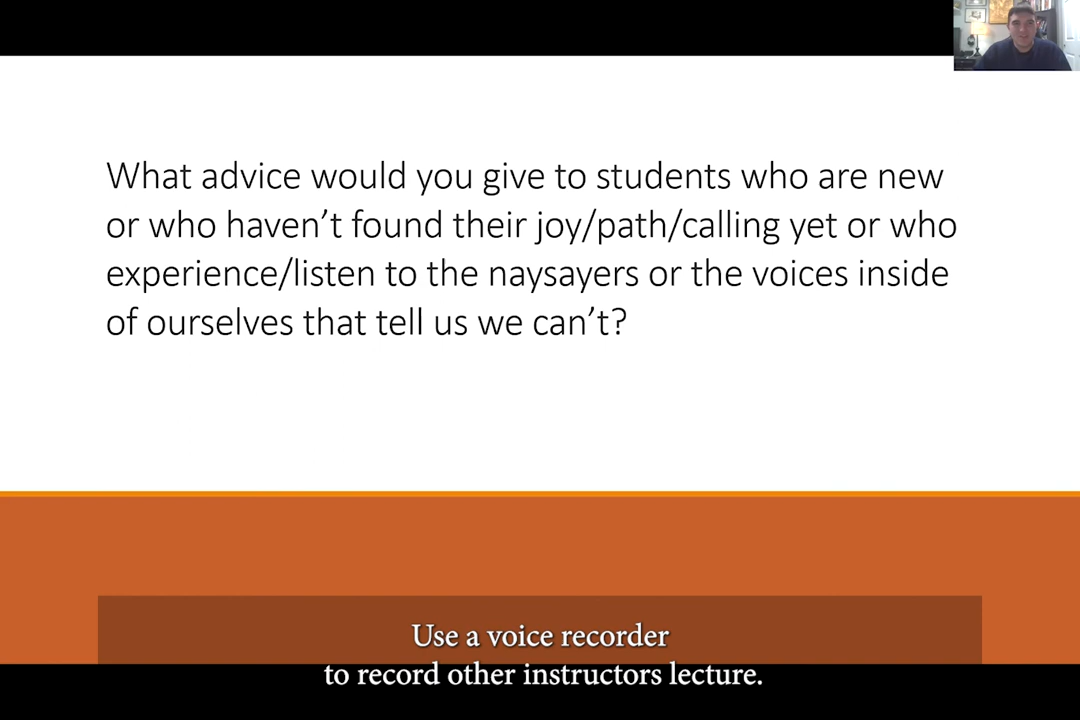 What advice would you give to students who are new
or who haven’t found their joy/path/calling yet or who
experience/listen to the naysayers or the voices inside
of ourselves that tell us we can’t?
Use a voice recorder
to record other instructors lecture.